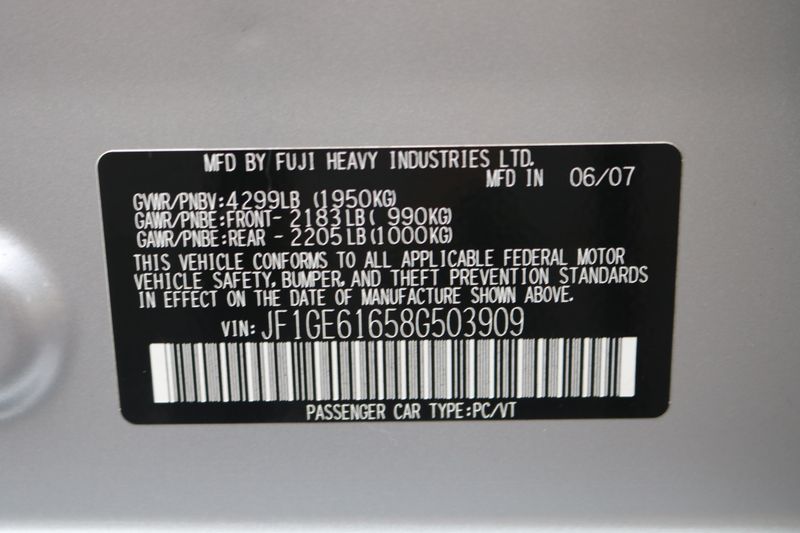 MFD BY FUJI HEAVY INDUSTRIES LTD.
MFD IN 06/07
GVWR/PNBV:4299LB (1950KG)
GAWR/PNBE:FRONT- 2183LB( 990KG)
GAWR/PNBE:REAR - 2205LB(1000KG)
THIS VEHICLE CONFORMS TO ALL APPLICABLE FEDERAL MOTOR
VEHICLE SAFETY, BUMPER, AND THEFT PREVENTION STANDARDS
IN EFFECT ON THE DATE OF MANUFACTURE SHOWN ABOVE.
VIN: JF1GE61658G503909
PASSENGER CAR TYPE:PC/VT